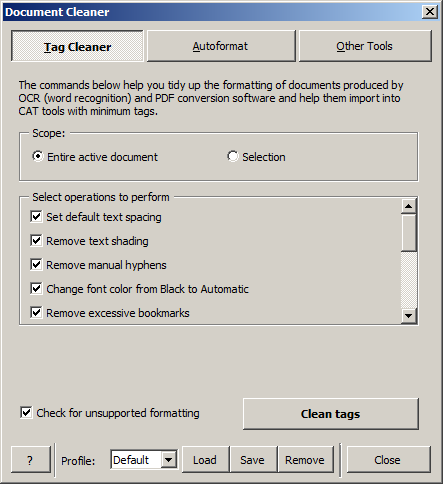 Document Cleaner
Tag Cleaner
Autoformat
Other Tools
The commands below help you tidy up the formatting of documents produced by
OCR (word recognition) and PDF conversion software and help them import into
CAT tools with minimum tags.
Scope:
Entire active document
Selection
Select operations to perform
Set default text spacing
Remove text shading
Remove manual hyphens
Change font color from Black to Automatic
Remove excessive bookmarks
Check for unsupported formatting
Clean tags
?
Profile:
Default
Load
Save
Remove
Close